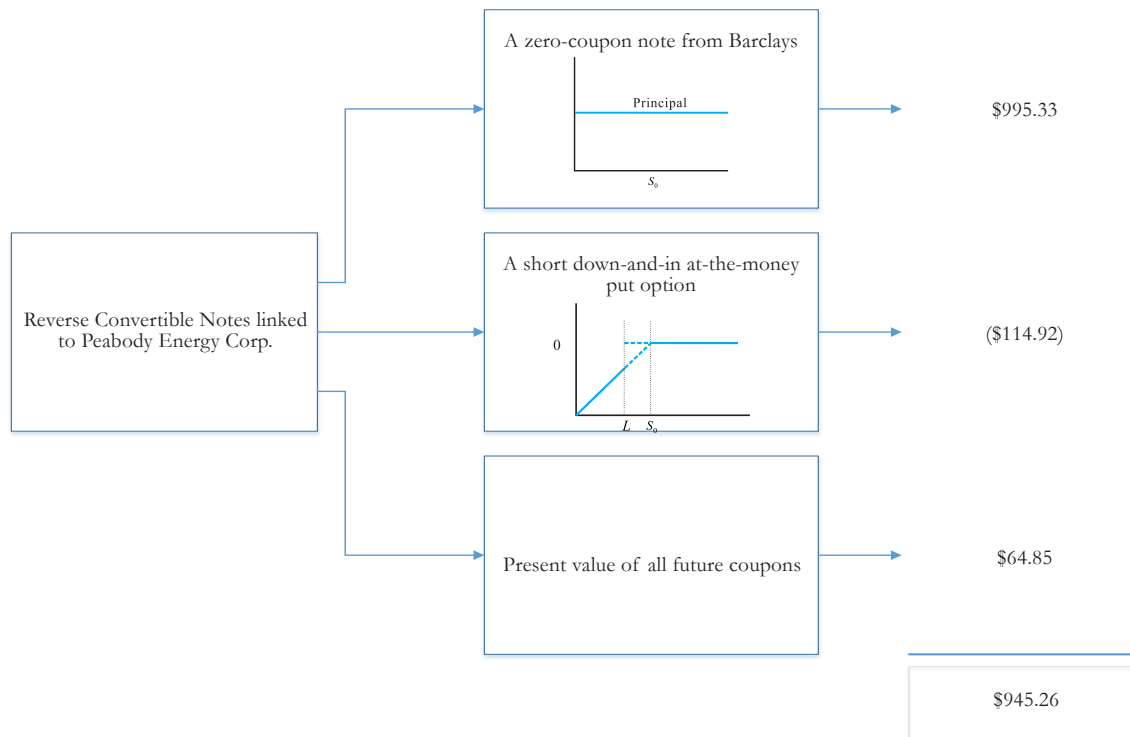 A zero-coupon note from Barclays
Principal
S₀
$995.33
Reverse Convertible Notes linked
to Peabody Energy Corp.
A short down-and-in at-the-money
put option
0
L S₀
($114.92)
Present value of all future coupons
$64.85
$945.26